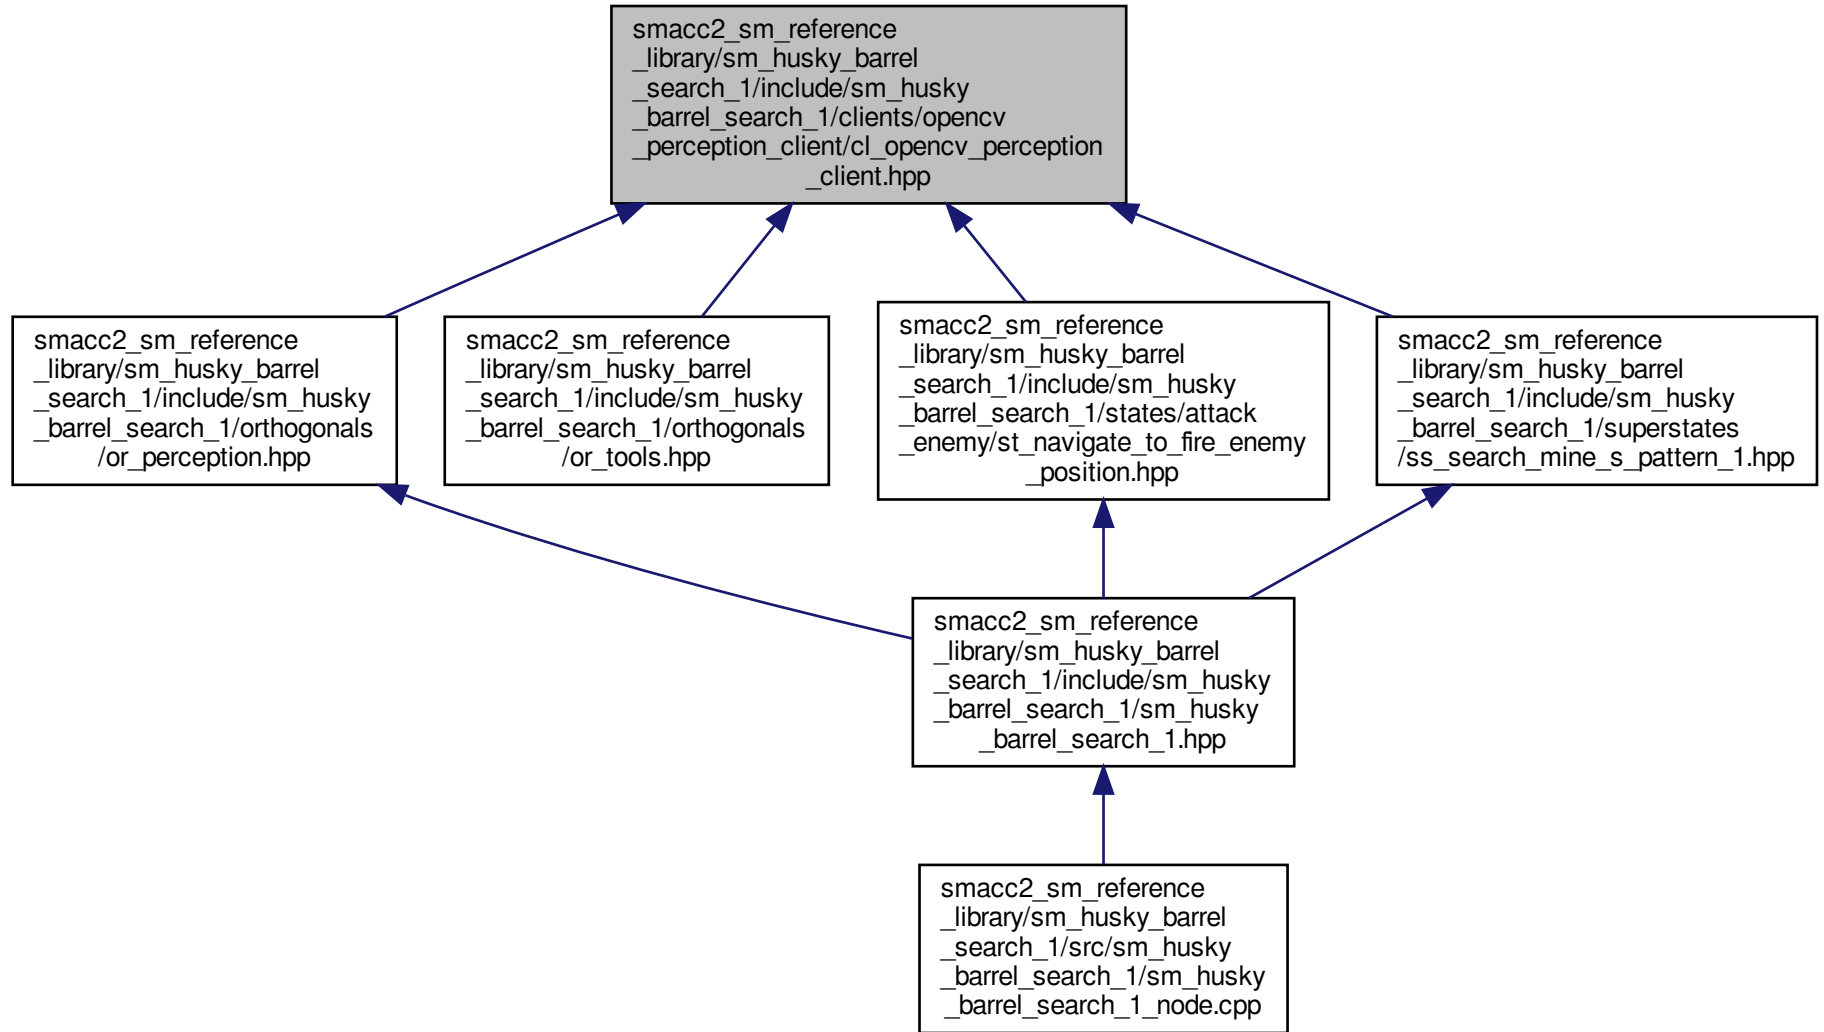 smacc2_sm_reference
_library/sm_husky_barrel
_search_1/include/sm_husky
_barrel_search_1/clients/opencv
_perception_client/cl_opencv_perception
_client.hpp
smacc2_sm_reference
_library/sm_husky_barrel
_search_1/include/sm_husky
_barrel_search_1/orthogonals
/or_perception.hpp
smacc2_sm_reference
_library/sm_husky_barrel
_search_1/include/sm_husky
_barrel_search_1/orthogonals
/or_tools.hpp
smacc2_sm_reference
_library/sm_husky_barrel
_search_1/include/sm_husky
_barrel_search_1/states/attack
_enemy/st_navigate_to_fire_enemy
_position.hpp
smacc2_sm_reference
_library/sm_husky_barrel
_search_1/include/sm_husky
_barrel_search_1/superstates
/ss_search_mine_s_pattern_1.hpp
smacc2_sm_reference
_library/sm_husky_barrel
_search_1/include/sm_husky
_barrel_search_1/sm_husky
_barrel_search_1.hpp
smacc2_sm_reference
_library/sm_husky_barrel
_search_1/src/sm_husky
_barrel_search_1/sm_husky
_barrel_search_1_node.cpp